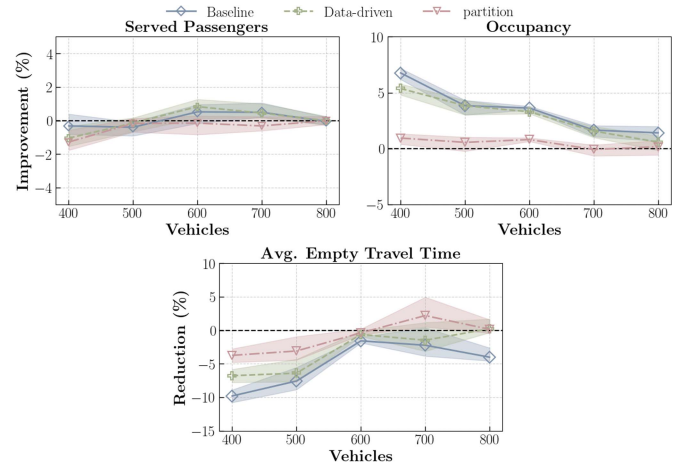 Baseline Data-driven partition
Served Passengers Occupancy
Improvement (%)
4
2
0
−2
−4
400 500 600 700 800
Vehicles
10
5
0
−5
400 500 600 700 800
Vehicles
Avg. Empty Travel Time
Reduction (%)
10
5
0
−5
−10
−15
400 500 600 700 800
Vehicles